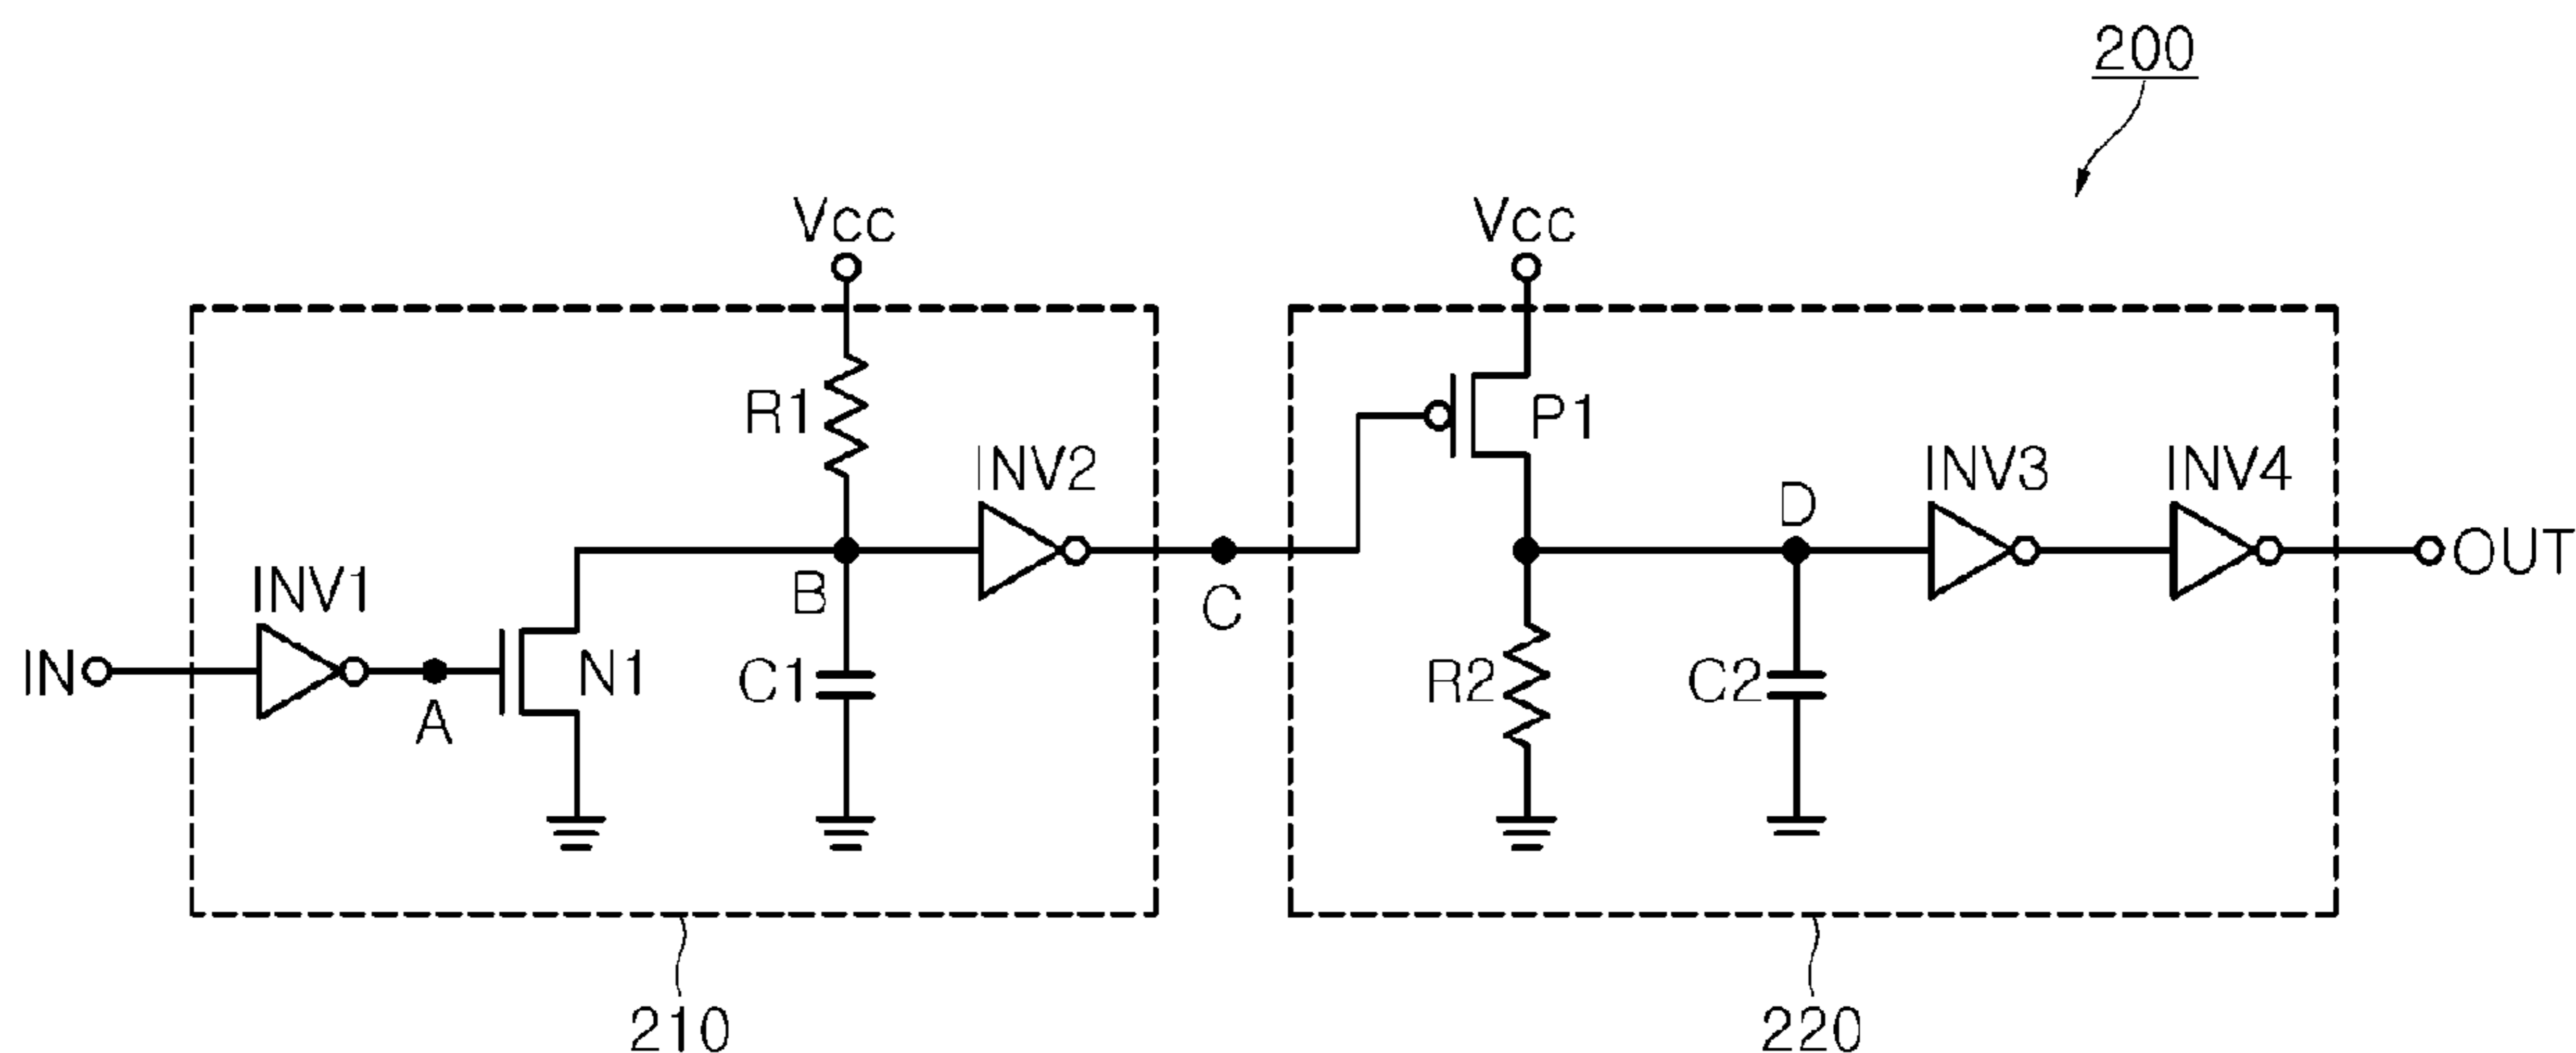 200
Vcc
Vcc
R1
P1
INV2
INV3
INV4
D
OUT
B
C
INV1
IN
A
N1
C1
R2
C2
210
220